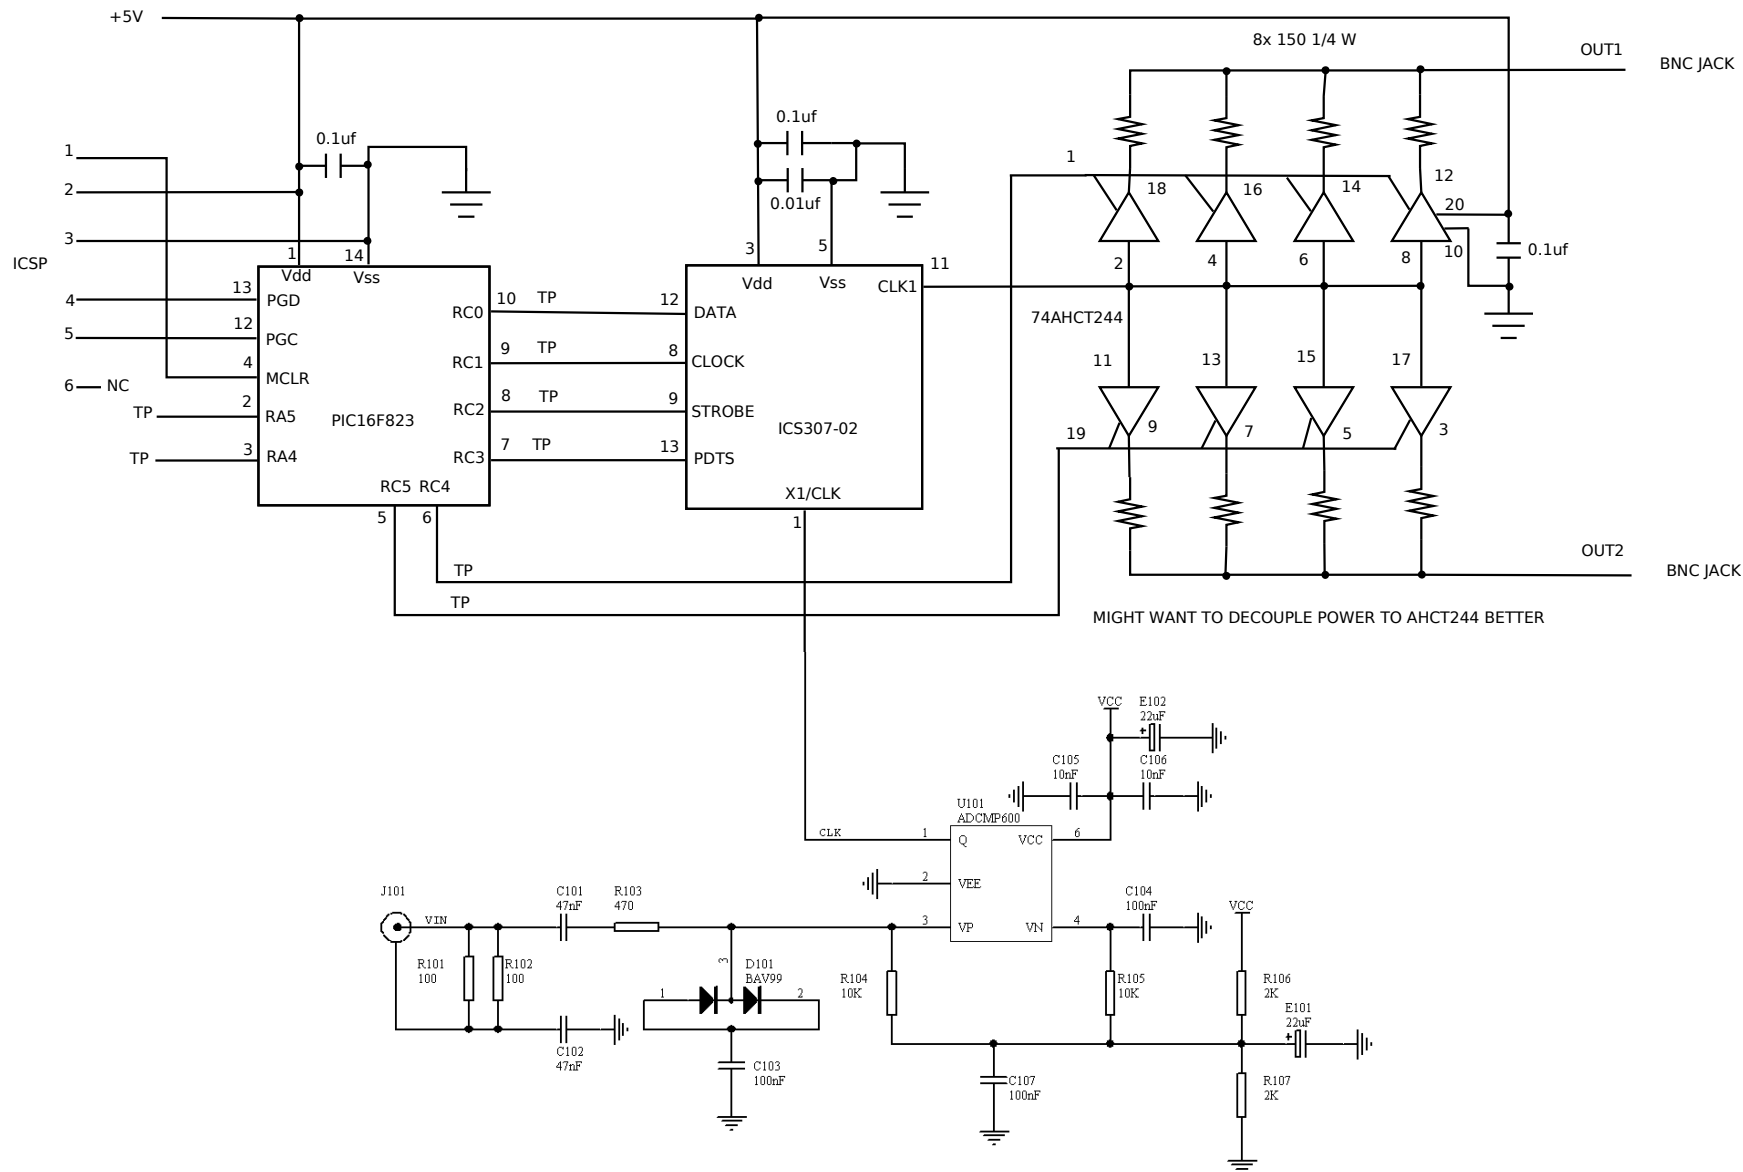 +5V
8x 150 1/4 W
OUT1
BNC JACK
0.1uf
0.1uf
0.01uf
1
2
3
ICSP
4
5
6
NC
TP
TP
1
Vdd
14
Vss
13
PGD
12
PGC
4
MCLR
2
RA5
3
RA4
PIC16F823
RC0
10
TP
RC1
9
TP
RC2
8
TP
RC3
7
TP
RC5
RC4
5
6
TP
TP
3
Vdd
5
Vss
12
DATA
8
CLOCK
9
STROBE
13
PDTS
ICS307-02
CLK1
11
X1/CLK
1
1
18
16
14
12
20
10
0.1uf
2
4
6
8
74AHCT244
11
13
15
17
19
9
7
5
3
OUT2
BNC JACK
MIGHT WANT TO DECOUPLE POWER TO AHCT244 BETTER
VCC
E102
22uF
+
C105
10nF
C106
10nF
U101
ADCMP600
CLK
1
Q
VCC
6
2
VEE
3
VP
VN
4
C104
100nF
VCC
J101
VIN
C101
47nF
R103
470
R101
100
R102
100
C102
47nF
3
D101
BAV99
1
2
C103
100nF
R104
10K
R105
10K
R106
2K
E101
22uF
+
C107
100nF
R107
2K